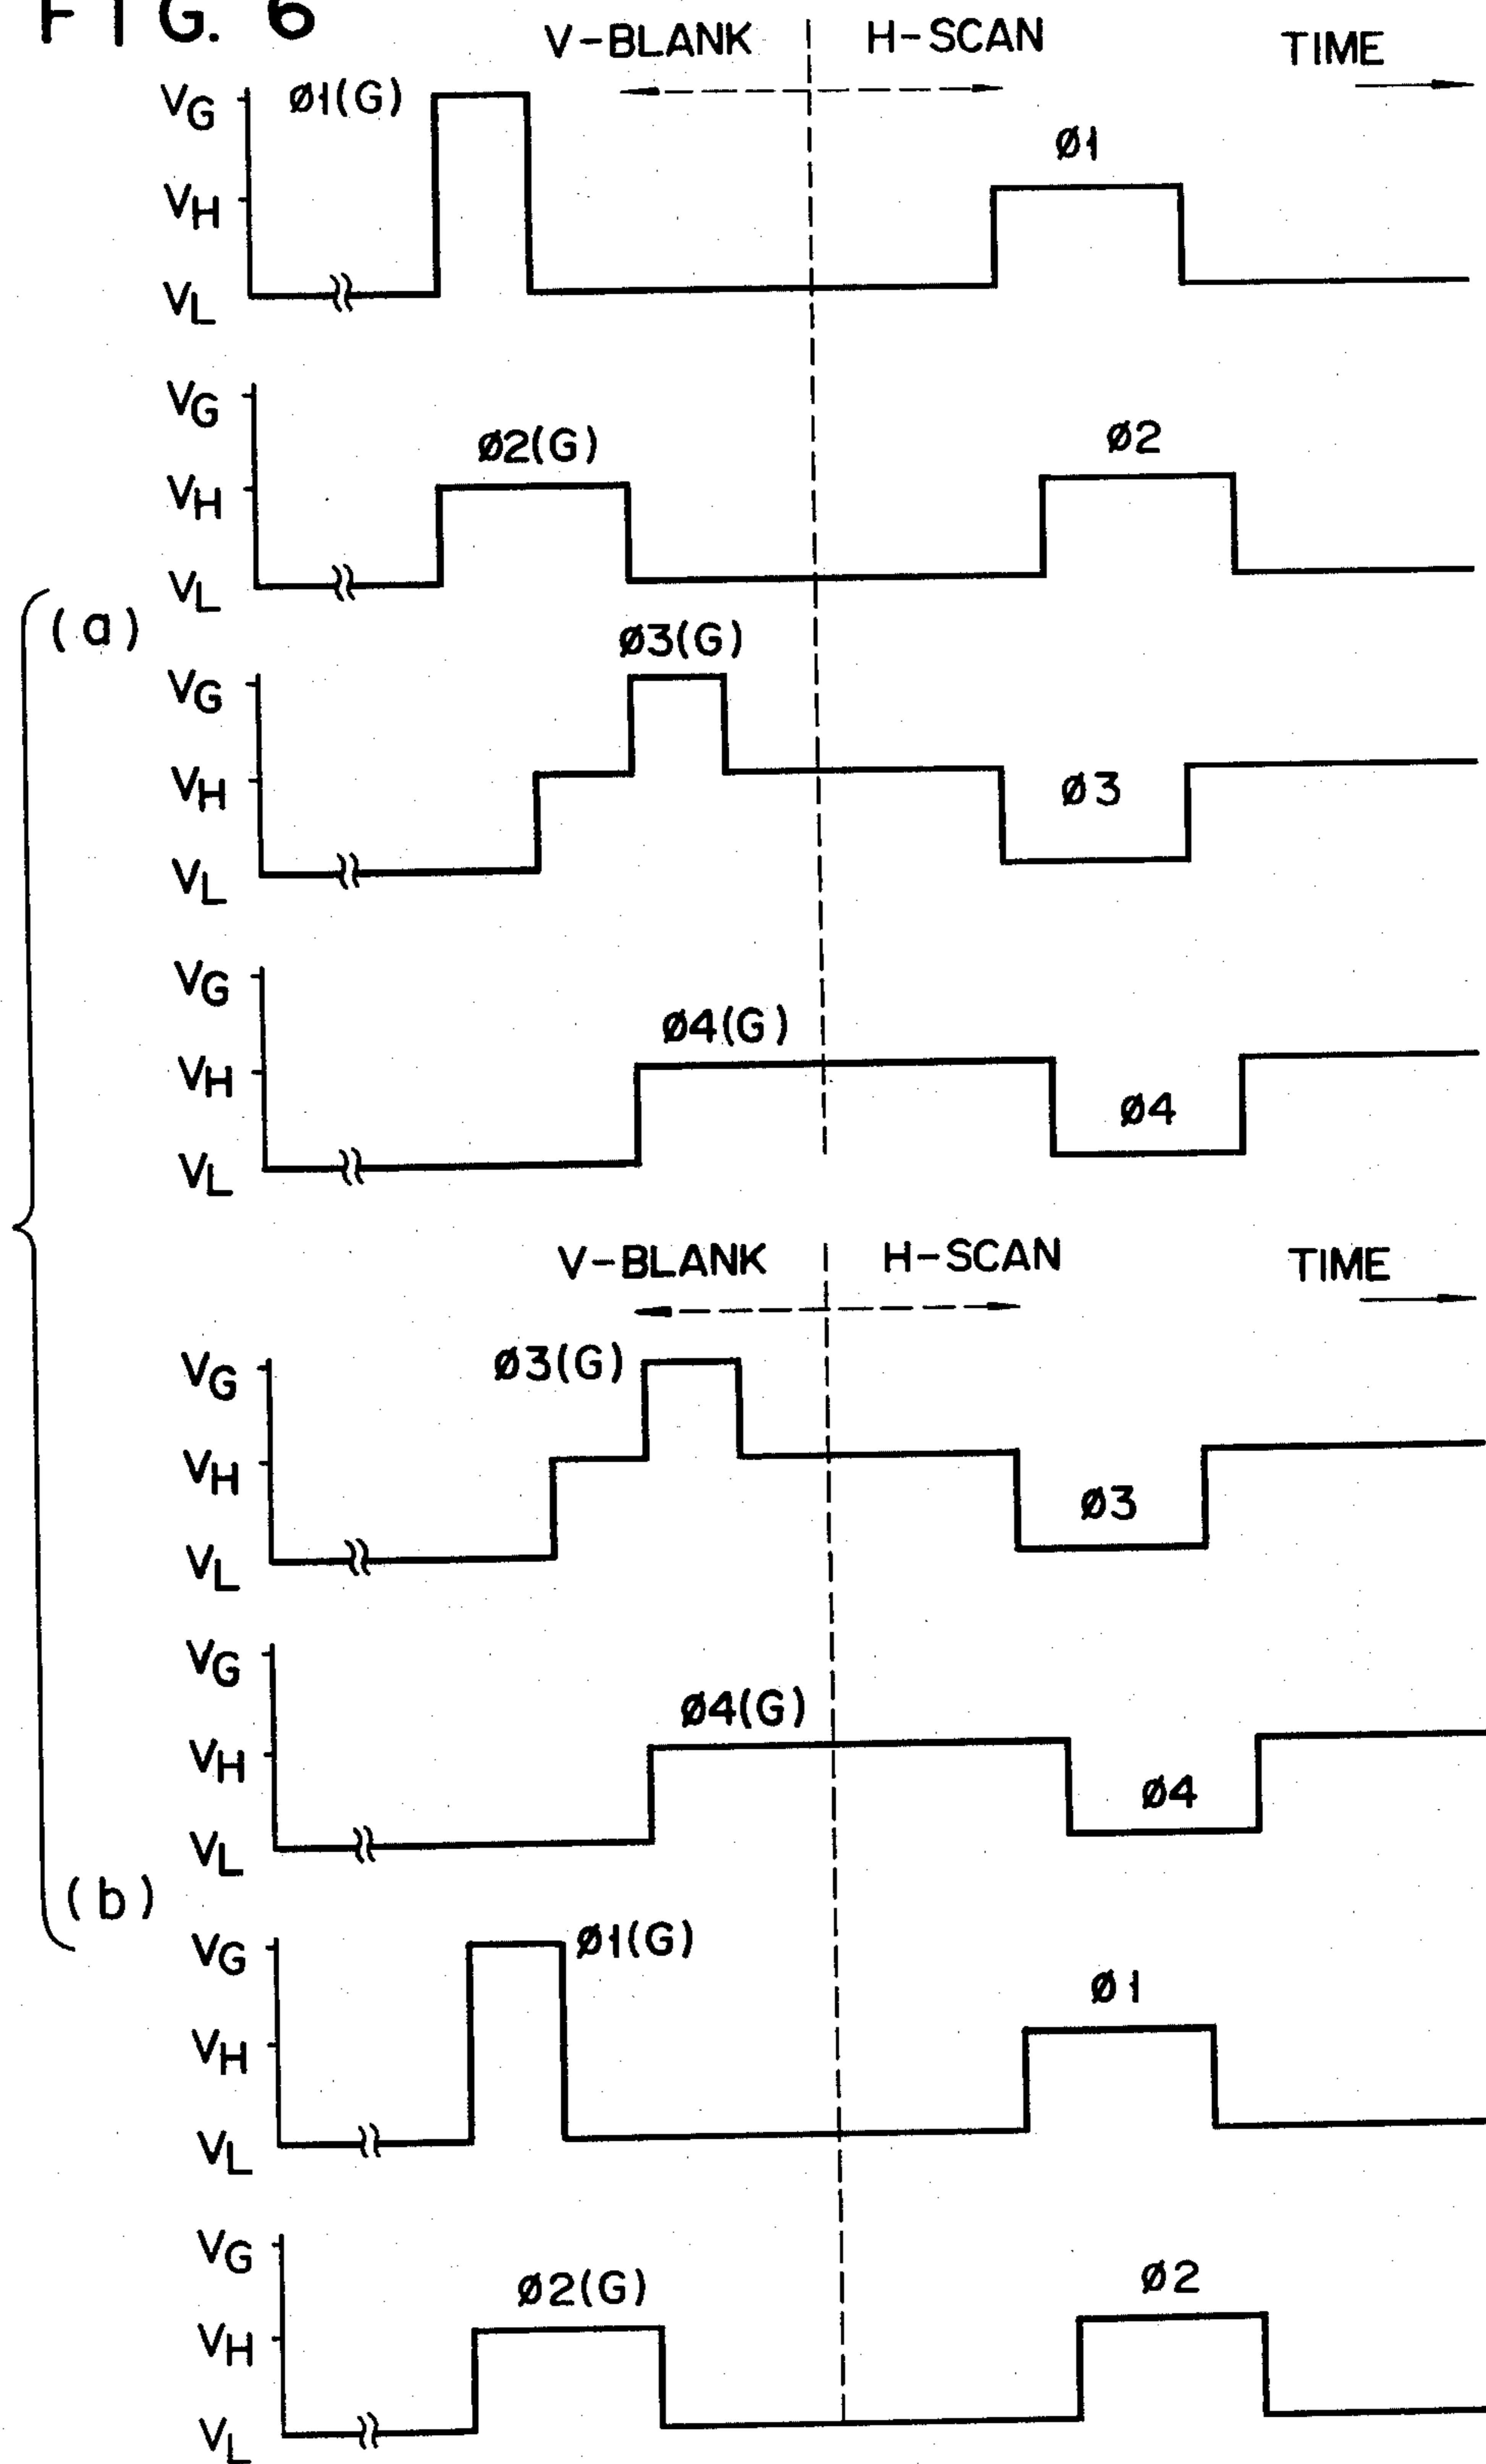 FIG. 6
V-BLANK H-SCAN TIME
VG Ø1(G)
Ø1
VH
VL
VG
Ø2(G) Ø2
VH
VL
(a)
Ø3(G)
VG
VH Ø3
VL
VG
Ø4(G)
VH
Ø4
VL
V-BLANK H-SCAN TIME
VG Ø3(G)
VH
Ø3
VL
VG
Ø4(G)
VH
Ø4
VL
(b)
VG Ø1(G)
Ø1
VH
VL
VG
Ø2(G) Ø2
VH
VL